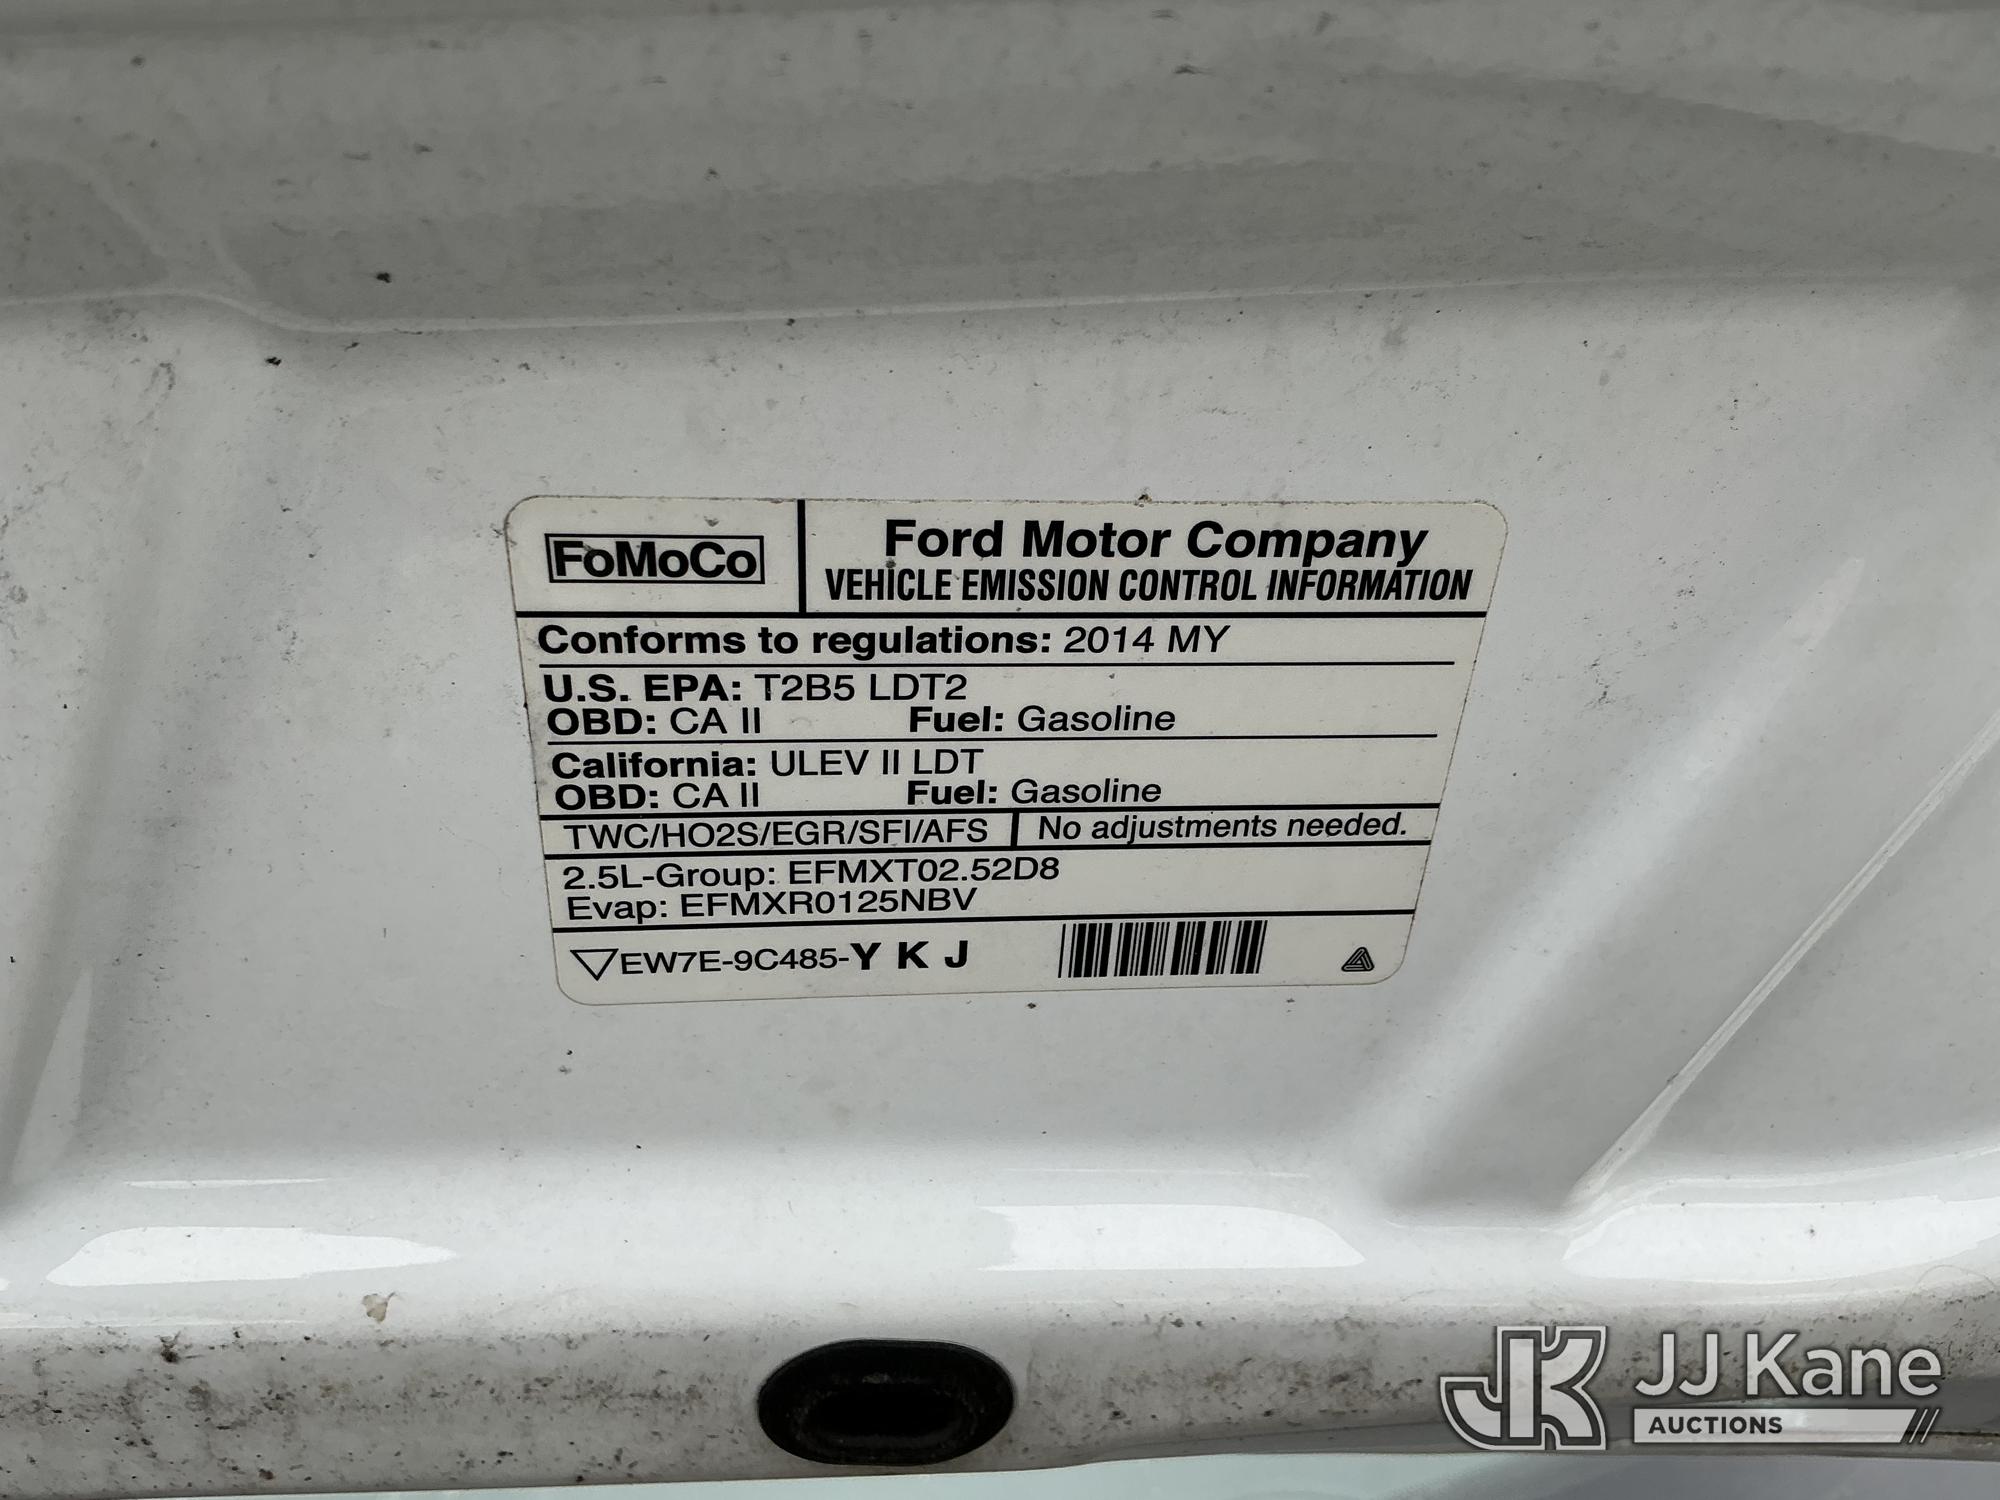 FoMoCo
Ford Motor Company
VEHICLE EMISSION CONTROL INFORMATION
Conforms to regulations: 2014 MY
U.S. EPA: T2B5 LDT2
OBD: CA II Fuel: Gasoline
California: ULEV II LDT
OBD: CA II Fuel: Gasoline
TWC/HO2S/EGR/SFI/AFS No adjustments needed.
2.5L-Group: EFMXT02.52D8
Evap: EFMXR0125NBV
EW7E-9C485-Y K J
JK JJ Kane
AUCTIONS